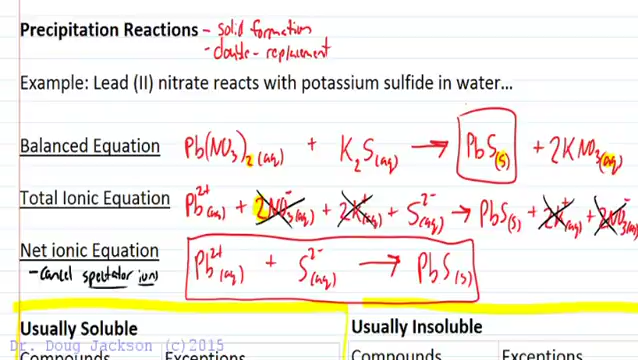 Precipitation Reactions - solid formation
- double-replacement
Example: Lead (II) nitrate reacts with potassium sulfide in water…
Balanced Equation Pb(NO3)2(aq) + K2S(aq) → PbS(s) + 2KNO3(aq)
Total Ionic Equation Pb2+(aq) + 2NO3-(aq) + 2K+(aq) + S2-(aq) → PbS(s) + 2K+(aq) + 2NO3-(aq)
Net ionic Equation Pb2+(aq) + S2-(aq) → PbS(s)
- cancel spectator ions
Usually Soluble Usually Insoluble
Dr. Doug Jackson (c)2015
Compounds Exceptions Compounds Exceptions